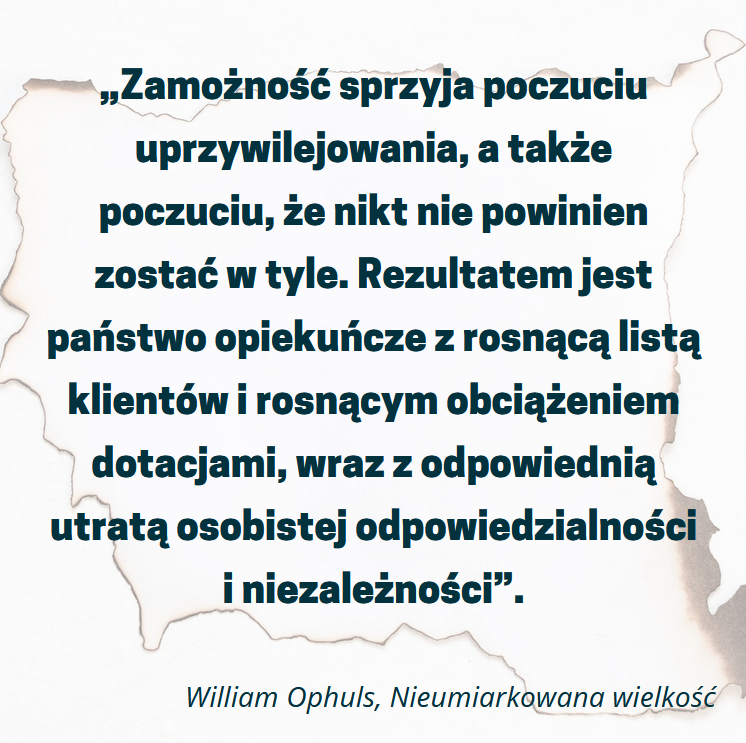 „Zamożność sprzyja poczuciu
uprzywilejowania, a także
poczuciu, że nikt nie powinien
zostać w tyle. Rezultatem jest
państwo opiekuńcze z rosnącą listą
klientów i rosnącym obciążeniem
dotacjami, wraz z odpowiednią
utratą osobistej odpowiedzialności
i niezależności”.
William Ophuls, Nieumiarkowana wielkość